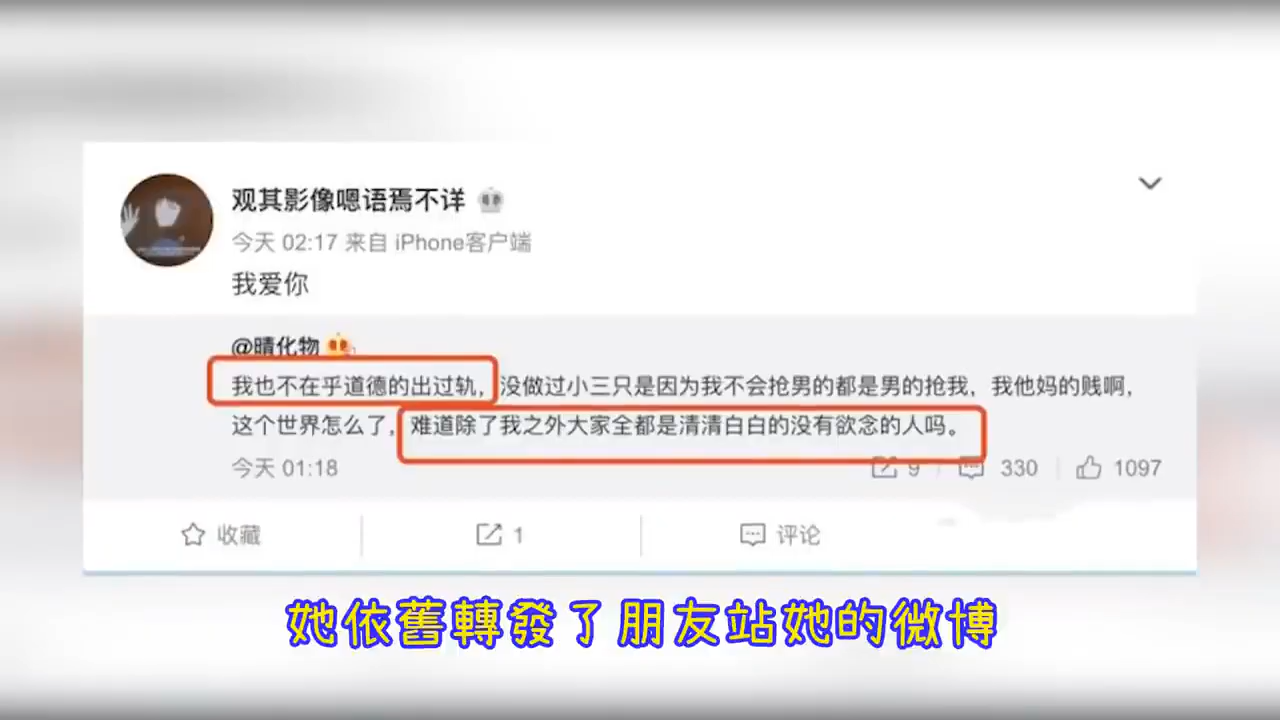 观其影像嗯语焉不详
今天 02:17 来自 iPhone客户端
我爱你
@晴化物
我也不在乎道德的出过轨，没做过小三只是因为我不会抢男的都是男的抢我，我他妈的贱啊，
这个世界怎么了，难道除了我之外大家全都是清清白白的没有欲念的人吗。
今天 01:18 9 330 1097
收藏 1 评论
她依舊轉發了朋友站她的微博